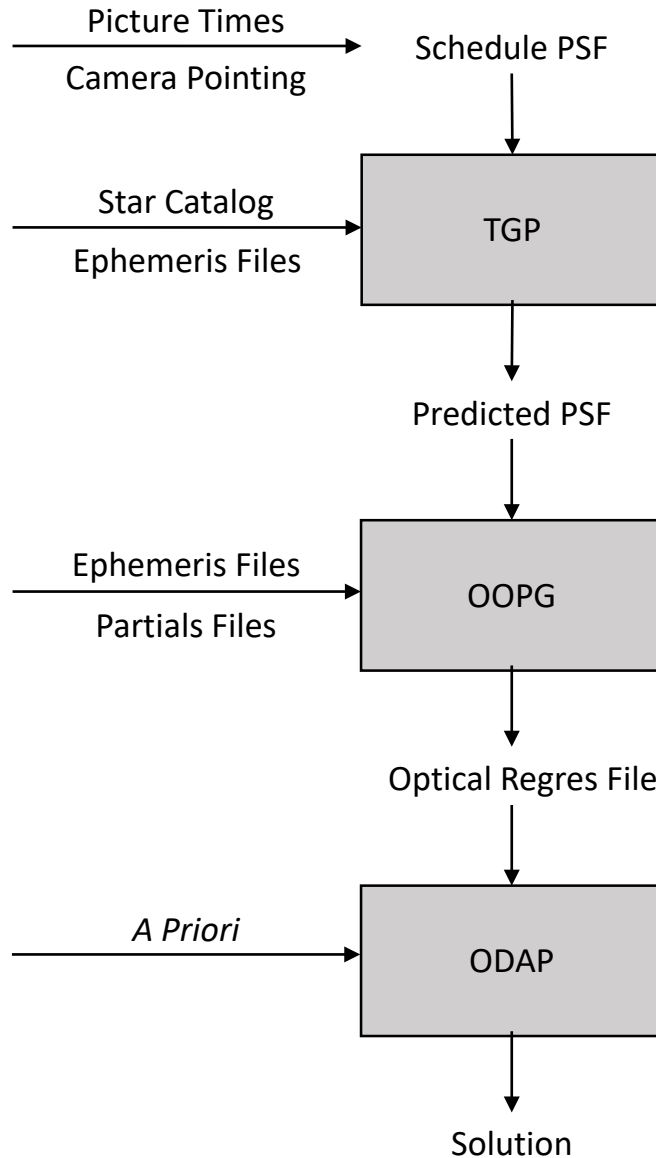 Picture Times
Camera Pointing
Schedule PSF
Star Catalog
Ephemeris Files
TGP
Predicted PSF
Ephemeris Files
Partials Files
OOPG
Optical Regres File
A Priori
ODAP
Solution